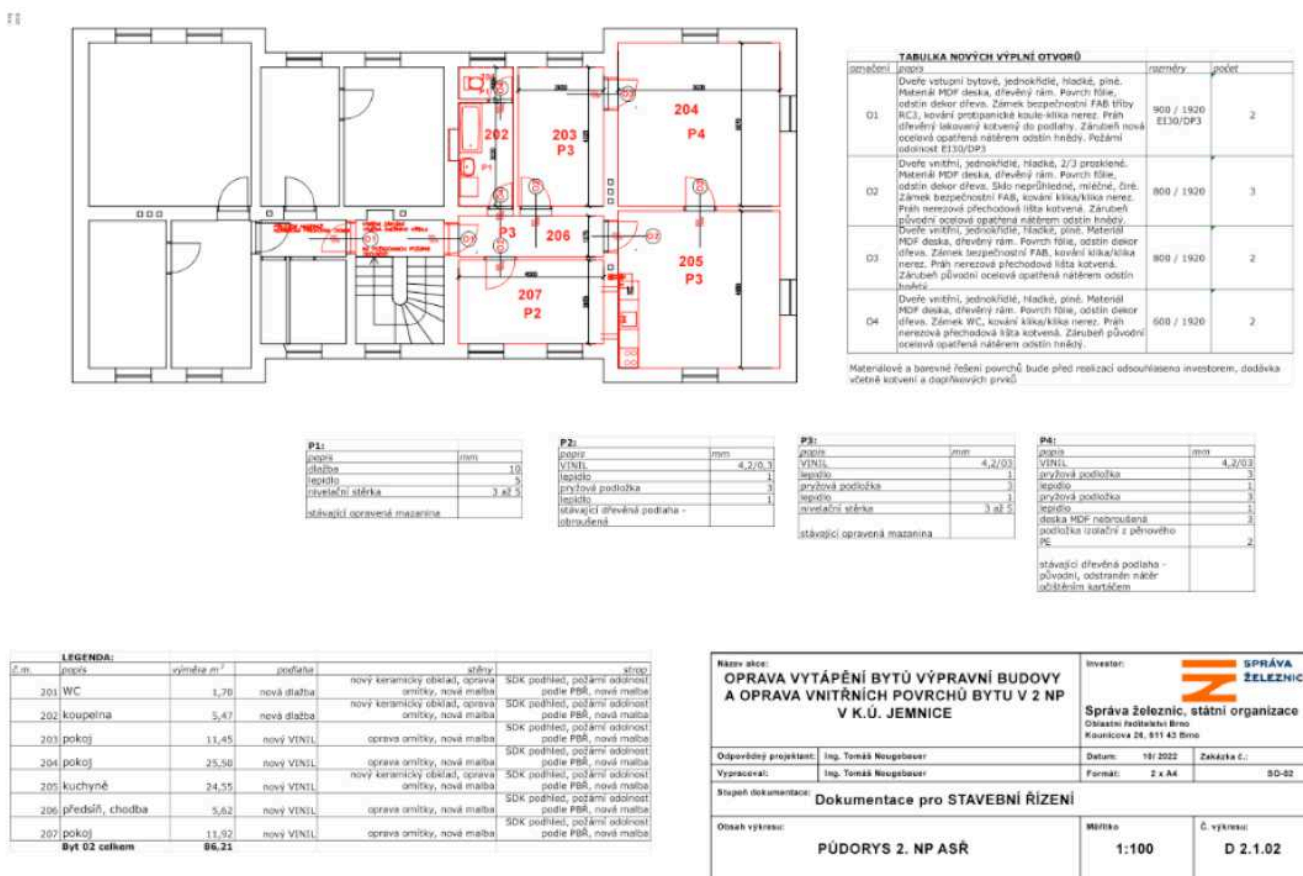 201
P1
202
P1
203
P3
204
P4
P3
206
205
P3
207
P2
TABULKA NOVÝCH VÝPLNÍ OTVORŮ
označení popis rozměry počet
Dveře vstupní bytové, jednokřídlé, hladké, plné.
Materiál MDF deska, dřevěný rám. Povrch fólie,
odstín dekor dřeva. Zámek bezpečnostní FAB třídy
RC3, kování protipanické koule-klika nerez. Práh
dřevěný lakovaný kotvený do podlahy. Zárubeň nová
ocelová opatřená nátěrem odstín hnědý. Požární
odolnost EI30/DP3
O1 900 / 1920 2
EI30/DP3
Dveře vnitřní, jednokřídlé, hladké, 2/3 prosklené.
Materiál MDF deska, dřevěný rám. Povrch fólie,
odstín dekor dřeva. Sklo neprůhledné, mléčné, čiré.
Zámek bezpečnostní FAB, kování klika/klika nerez.
Práh nerezová přechodová lišta kotvená. Zárubeň
původní ocelová opatřená nátěrem odstín hnědý.
O2 800 / 1920 3
Dveře vnitřní, jednokřídlé, hladké, plné. Materiál
MDF deska, dřevěný rám. Povrch fólie, odstín dekor
dřeva. Zámek bezpečnostní FAB, kování klika/klika
nerez. Práh nerezová přechodová lišta kotvená.
Zárubeň původní ocelová opatřená nátěrem odstín
hnědý
O3 800 / 1920 2
Dveře vnitřní, jednokřídlé, hladké, plné. Materiál
MDF deska, dřevěný rám. Povrch fólie, odstín dekor
dřeva. Zámek WC, kování klika/klika nerez. Práh
nerezová přechodová lišta kotvená. Zárubeň původní
ocelová opatřená nátěrem odstín hnědý.
O4 600 / 1920 2
Materiálové a barevné řešení povrchů bude před realizací odsouhlaseno investorem, dodávka
včetně kotvení a doplňkových prvků
P1:
popis mm
dlažba 10
lepidlo 5
nivelační stěrka 3 až 5
stávající opravená mazanina
P2:
popis mm
VINIL 4,2/0,3
lepidlo 1
pryžová podložka 3
lepidlo 1
stávající dřevěná podlaha -
obroušená
P3:
popis mm
VINIL 4,2/03
lepidlo 1
pryžová podložka 3
lepidlo 1
nivelační stěrka 3 až 5
stávající opravená mazanina
P4:
popis mm
VINIL 4,2/03
pryžová podložka 3
lepidlo 1
pryžová podložka 3
lepidlo 1
deska MDF nebroušená 3
podložka izolační z pěnového
PE 2
stávající dřevěná podlaha -
původní, odstraněn nátěr
očištěním kartáčem
LEGENDA:
č.m. popis výměra m² podlaha stěny strop
201 WC 1,70 nová dlažba nový keramický obklad, oprava omítky, nová malba SDK podhled, požární odolnost podle PBŘ, nová malba
202 koupelna 5,47 nová dlažba nový keramický obklad, oprava omítky, nová malba SDK podhled, požární odolnost podle PBŘ, nová malba
203 pokoj 11,45 nový VINIL oprava omítky, nová malba SDK podhled, požární odolnost podle PBŘ, nová malba
204 pokoj 25,50 nový VINIL oprava omítky, nová malba SDK podhled, požární odolnost podle PBŘ, nová malba
205 kuchyně 24,55 nový VINIL nový keramický obklad, oprava omítky, nová malba SDK podhled, požární odolnost podle PBŘ, nová malba
206 předsíň, chodba 5,62 nový VINIL oprava omítky, nová malba SDK podhled, požární odolnost podle PBŘ, nová malba
207 pokoj 11,92 nový VINIL oprava omítky, nová malba SDK podhled, požární odolnost podle PBŘ, nová malba
Byt 02 celkem 86,21
Název akce:
OPRAVA VYTÁPĚNÍ BYTŮ VÝPRAVNÍ BUDOVY
A OPRAVA VNITŘNÍCH POVRCHŮ BYTU V 2 NP
V K.Ú. JEMNICE
Investor:
SPRÁVA
ŽELEZNIC
Správa železnic, státní organizace
Oblastní ředitelství Brno
Kounicova 26, 611 43 Brno
Odpovědný projektant: Ing. Tomáš Nougabauer
Datum: 10/ 2022 Zakázka č.:
Vypracoval: Ing. Tomáš Nougabauer
Formát: 2 x A4 SO-02
Stupeň dokumentace: Dokumentace pro STAVEBNÍ ŘÍZENÍ
Obsah výkresu:
PŮDORYS 2. NP ASŘ
Měřítko
1:100
Č. výkresu:
D 2.1.02